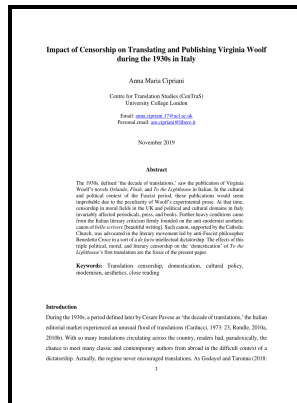 Impact of Censorship on Translating and Publishing Virginia Woolf
during the 1930s in Italy
Anna Maria Cipriani
Centre for Translation Studies (CenTraS)
University College London
Email: anna.cipriani.17@ucl.ac.uk
Personal email: am.cipriani@libero.it
November 2019
Abstract
The 1930s, defined 'the decade of translations,' saw the publication of Virginia
Woolf's novels Orlando, Flush, and To the Lighthouse in Italian. In the cultural
and political context of the Fascist period, these publications would seem
improbable due to the peculiarity of Woolf's experimental prose. At that time,
censorship in moral fields in the UK and political and cultural domains in Italy
invariably affected periodicals, press, and books. Further heavy conditions came
from the Italian literary criticism firmly founded on the anti-modernist aesthetic
canon of bello scrivere [beautiful writing]. Such canon, supported by the Catholic
Church, was advocated in the literary movement led by anti-Fascist philosopher
Benedetto Croce in a sort of a de facto intellectual dictatorship. The effects of this
triple political, moral, and literary censorship on the 'domestication' of To the
Lighthouse's first translation are the focus of the present paper.
Keywords: Translation censorship, domestication, cultural policy,
modernism, aesthetics, close reading
Introduction
During the 1930s, a period defined later by Cesare Pavese as 'the decade of translations,' the Italian
editorial market experienced an unusual flood of translations (Carducci, 1973: 23, Rundle, 2010a,
2010b). With so many translations circulating across the country, readers had, paradoxically, the
chance to meet many classic and contemporary authors from abroad in the difficult context of a
dictatorship. Actually, the regime never encouraged translations. As Godayol and Taronna (2018:
1